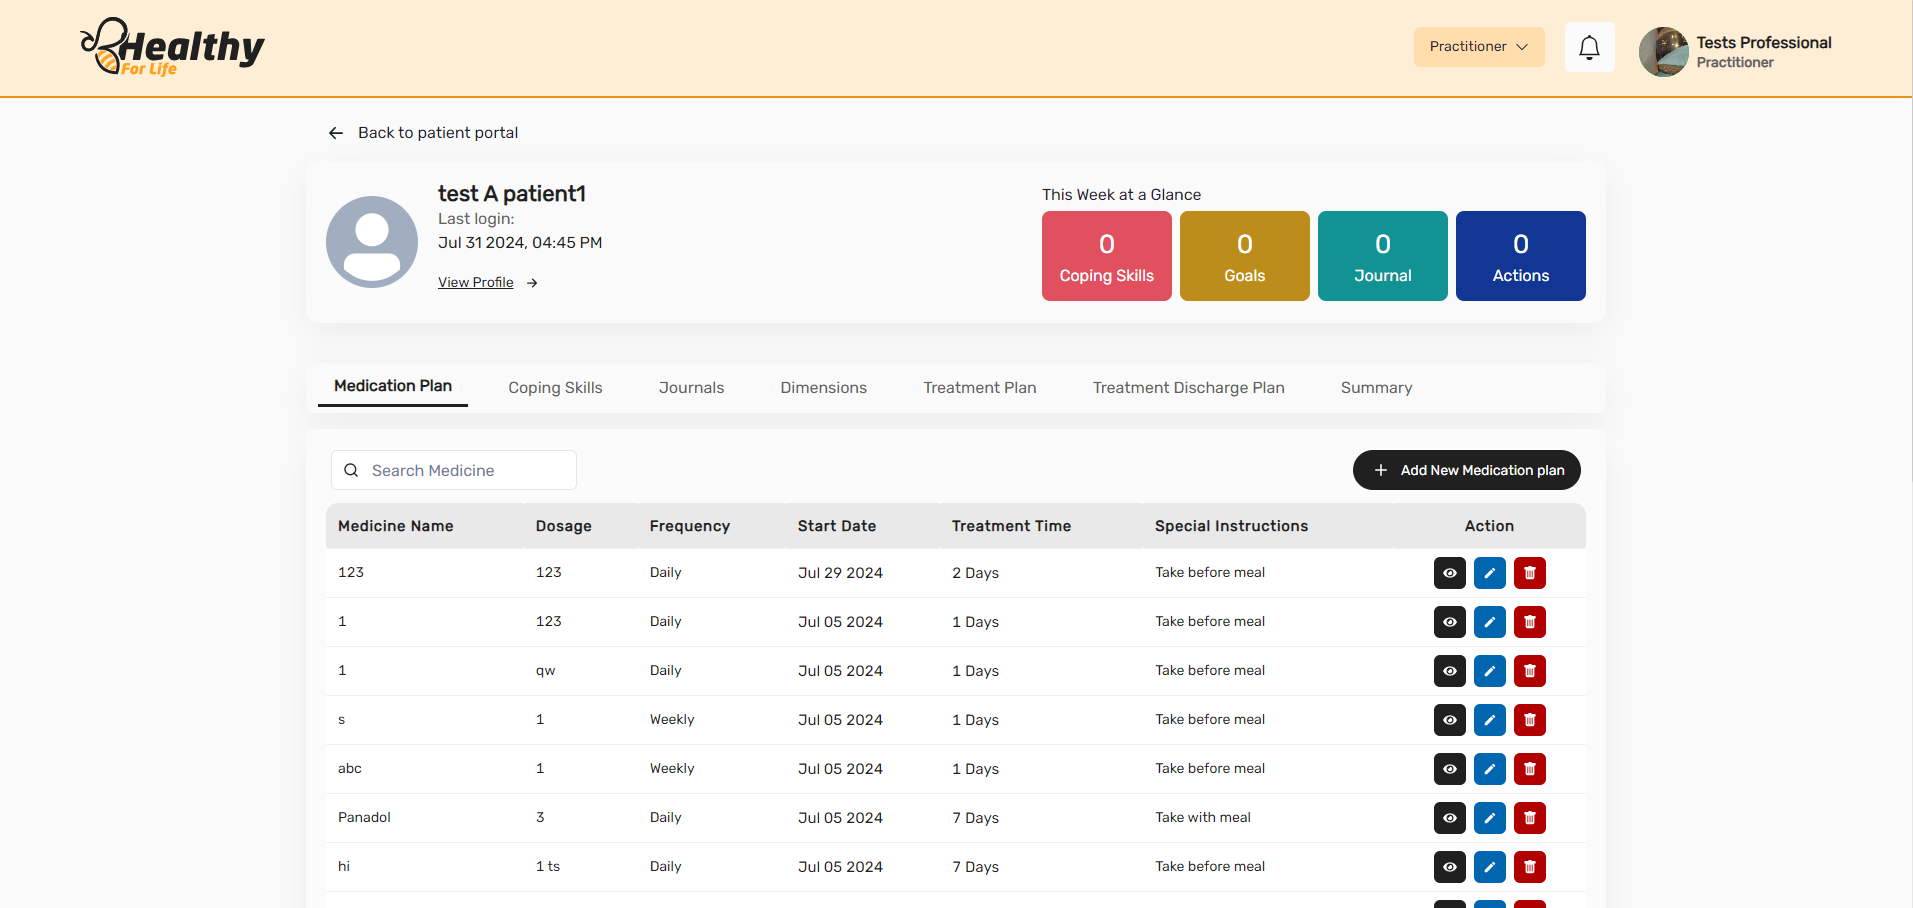 Healthy
For Life
Practitioner
Tests Professional
Practitioner
Back to patient portal
test A patient1
Last login:
Jul 31 2024, 04:45 PM
View Profile
This Week at a Glance
0 0 0 0
Coping Skills Goals Journal Actions
Medication Plan Coping Skills Journals Dimensions Treatment Plan Treatment Discharge Plan Summary
Search Medicine
Add New Medication plan
Medicine Name Dosage Frequency Start Date Treatment Time Special Instructions Action
123 123 Daily Jul 29 2024 2 Days Take before meal
1 123 Daily Jul 05 2024 1 Days Take before meal
1 qw Daily Jul 05 2024 1 Days Take before meal
s 1 Weekly Jul 05 2024 1 Days Take before meal
abc 1 Weekly Jul 05 2024 1 Days Take before meal
Panadol 3 Daily Jul 05 2024 7 Days Take with meal
hi 1 ts Daily Jul 05 2024 7 Days Take before meal